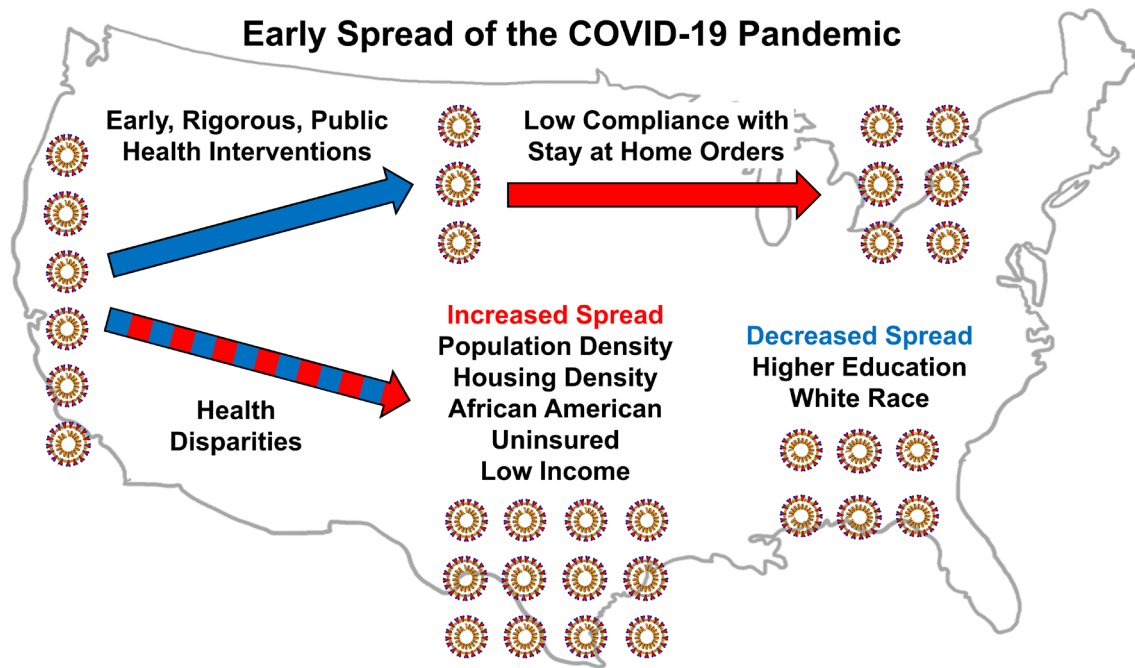 Early Spread of the COVID-19 Pandemic
Early, Rigorous, Public
Health Interventions
Low Compliance with
Stay at Home Orders
Health
Disparities
Increased Spread
Population Density
Housing Density
African American
Uninsured
Low Income
Decreased Spread
Higher Education
White Race